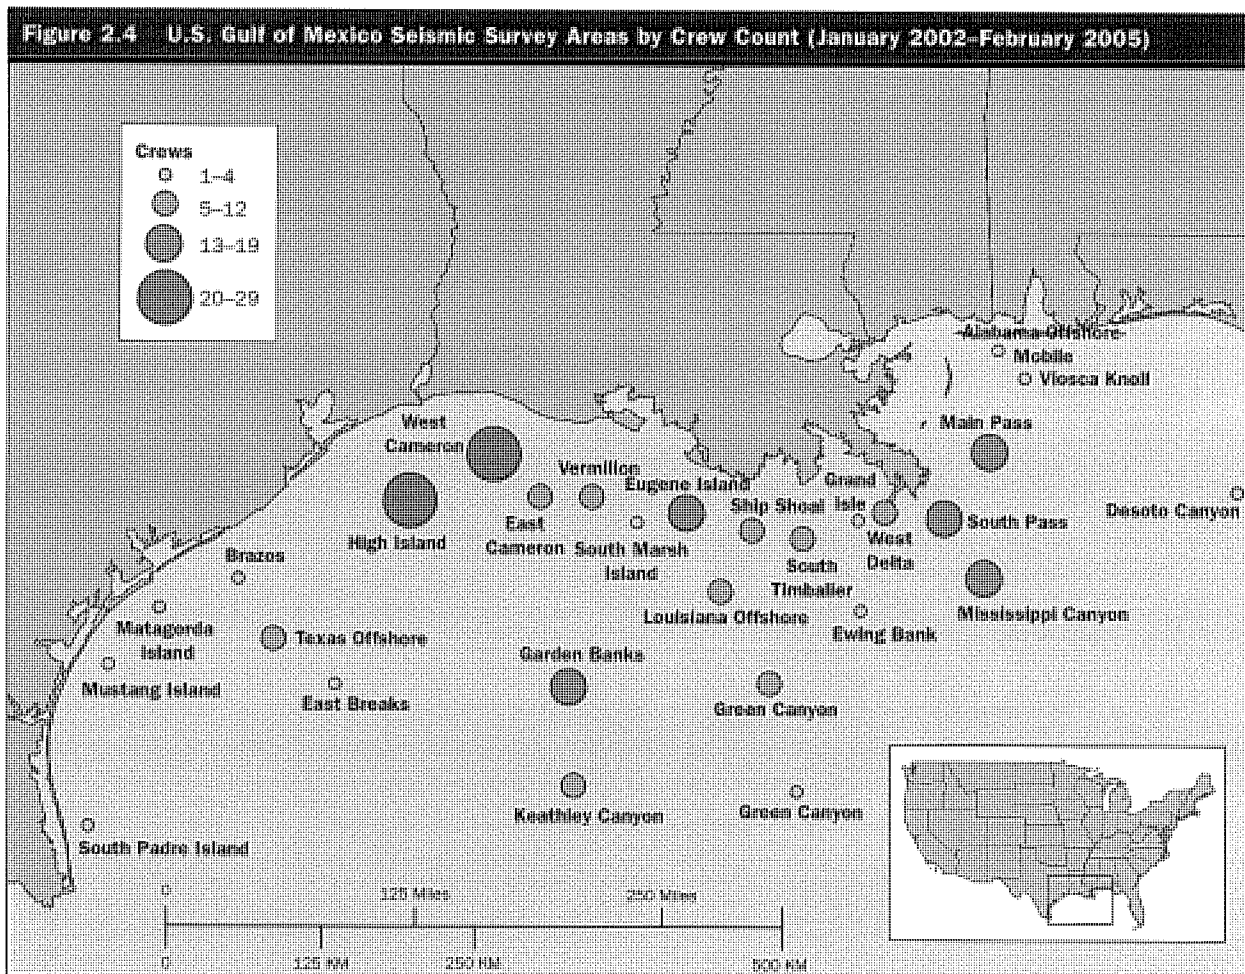 Figure 2.4 U.S. Gulf of Mexico Seismic Survey Areas by Crew Count (January 2002–February 2005)
Crews
1–4
5–12
13–19
20–29
Alabama Offshore
Mobile
Viosca Knoll
Main Pass
West
Cameron
Vermilion
Eugene Island
Grand
Isle
Ship Shoal
Desoto Canyon
South Pass
East
Cameron
High Island
South Marsh
Island
West
Delta
South
Timbalier
Brazos
Louisiana Offshore
Mississippi Canyon
Ewing Bank
Matagorda
Island
Texas Offshore
Garden Banks
Mustang Island
East Breaks
Green Canyon
Keathley Canyon
Green Canyon
South Padre Island
0
125 Miles
250 Miles
0
125 KM
250 KM
500 KM